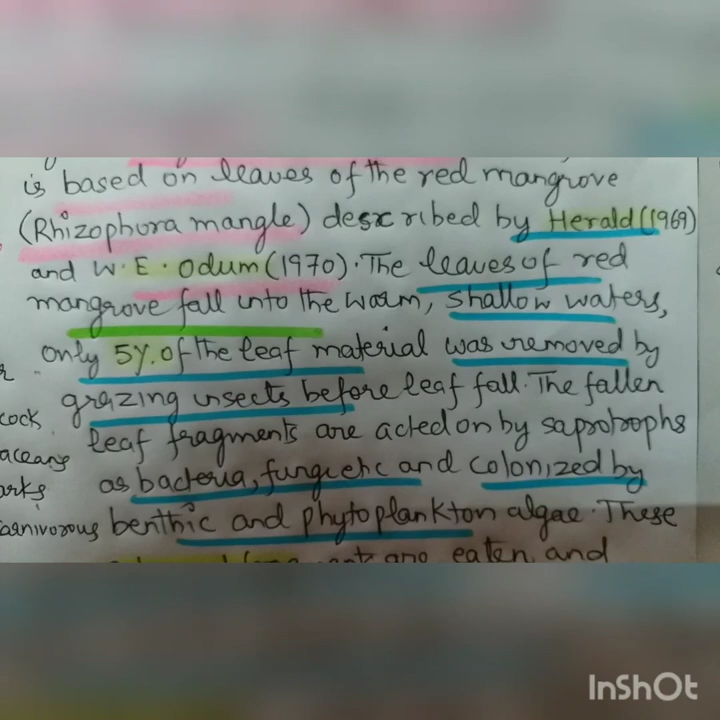 is based on leaves of the red mangrove
(Rhizophora mangle) described by Herald (1969)
and W.E. Odum (1970). The leaves of red
mangrove fall into the warm, shallow waters,
only 5%. of the leaf material was removed by
grazing insects before leaf fall. The fallen
cock leaf fragments are acted on by saprotrophs
aceans as bacteria, fungi etc and colonized by
arks
carnivorous benthic and phytoplankton algae. These
are eaten and
InShOt